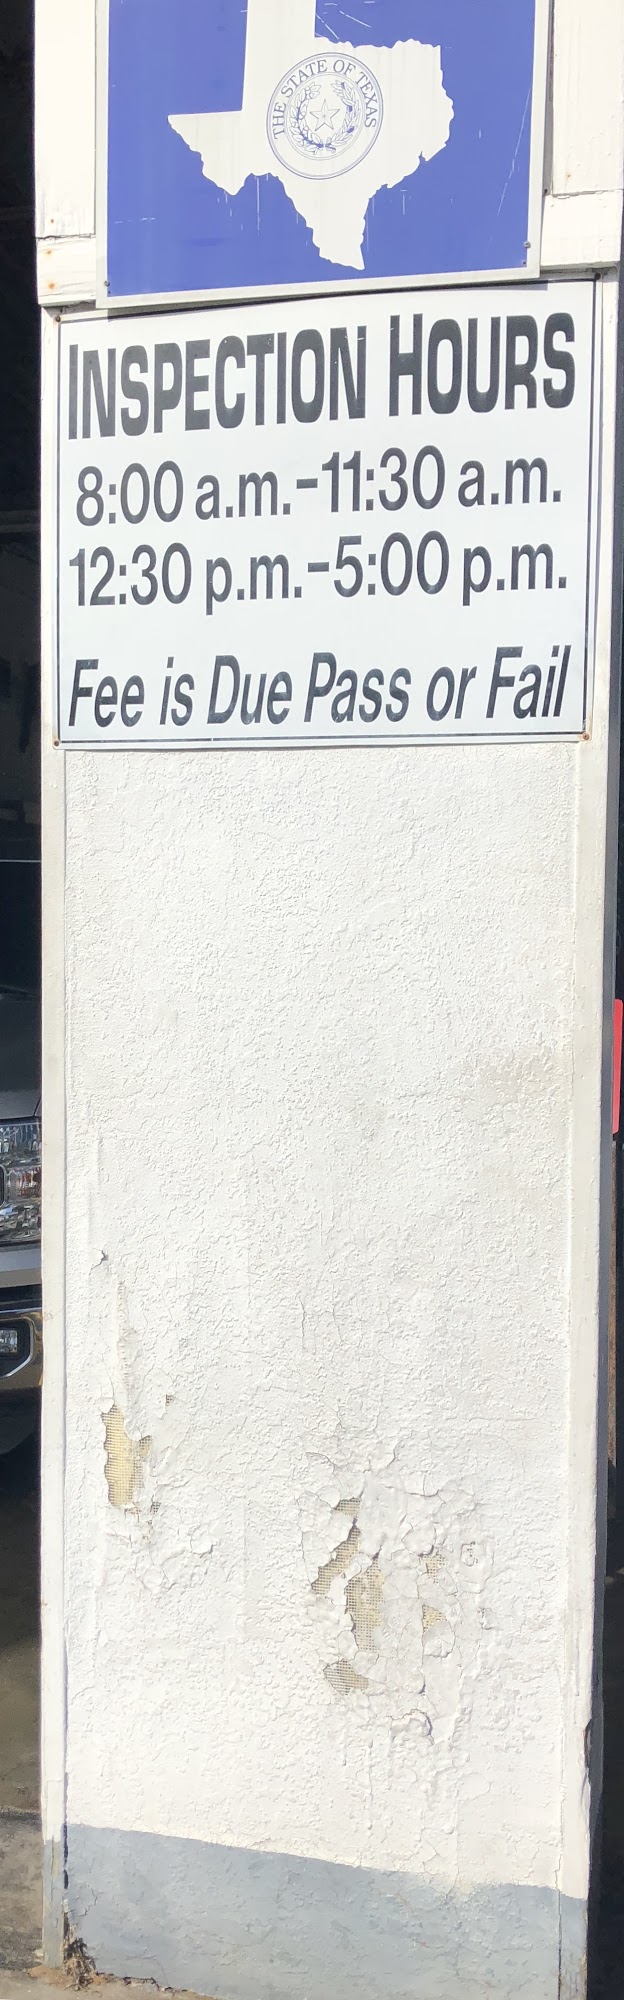 THE STATE OF TEXAS
INSPECTION HOURS
8:00 a.m.-11:30 a.m.
12:30 p.m.-5:00 p.m.
Fee is Due Pass or Fail